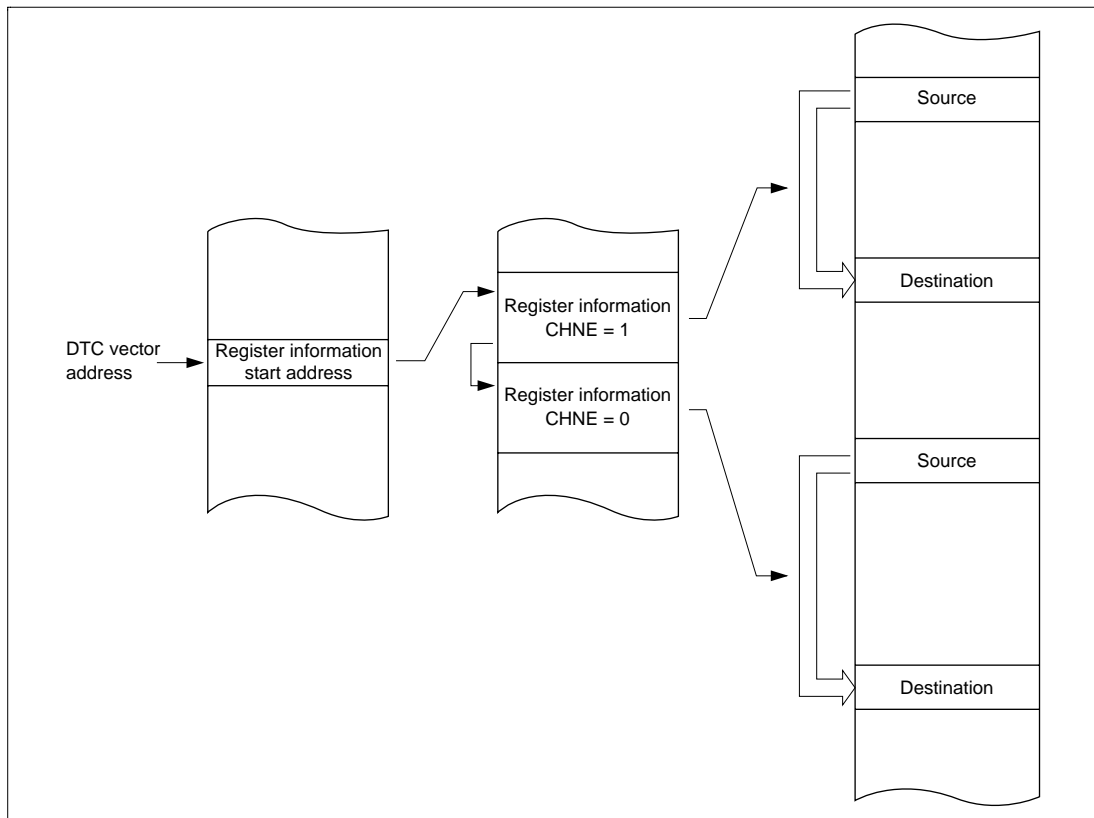 DTC vector
address
Register information
start address
Register information
CHNE = 1
Register information
CHNE = 0
Source
Destination
Source
Destination